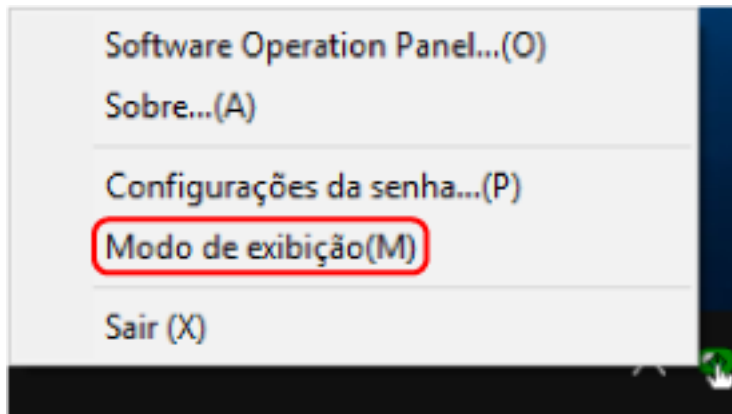 Software Operation Panel...(O)
Sobre...(A)
Configurações da senha...(P)
Modo de exibição(M)
Sair (X)